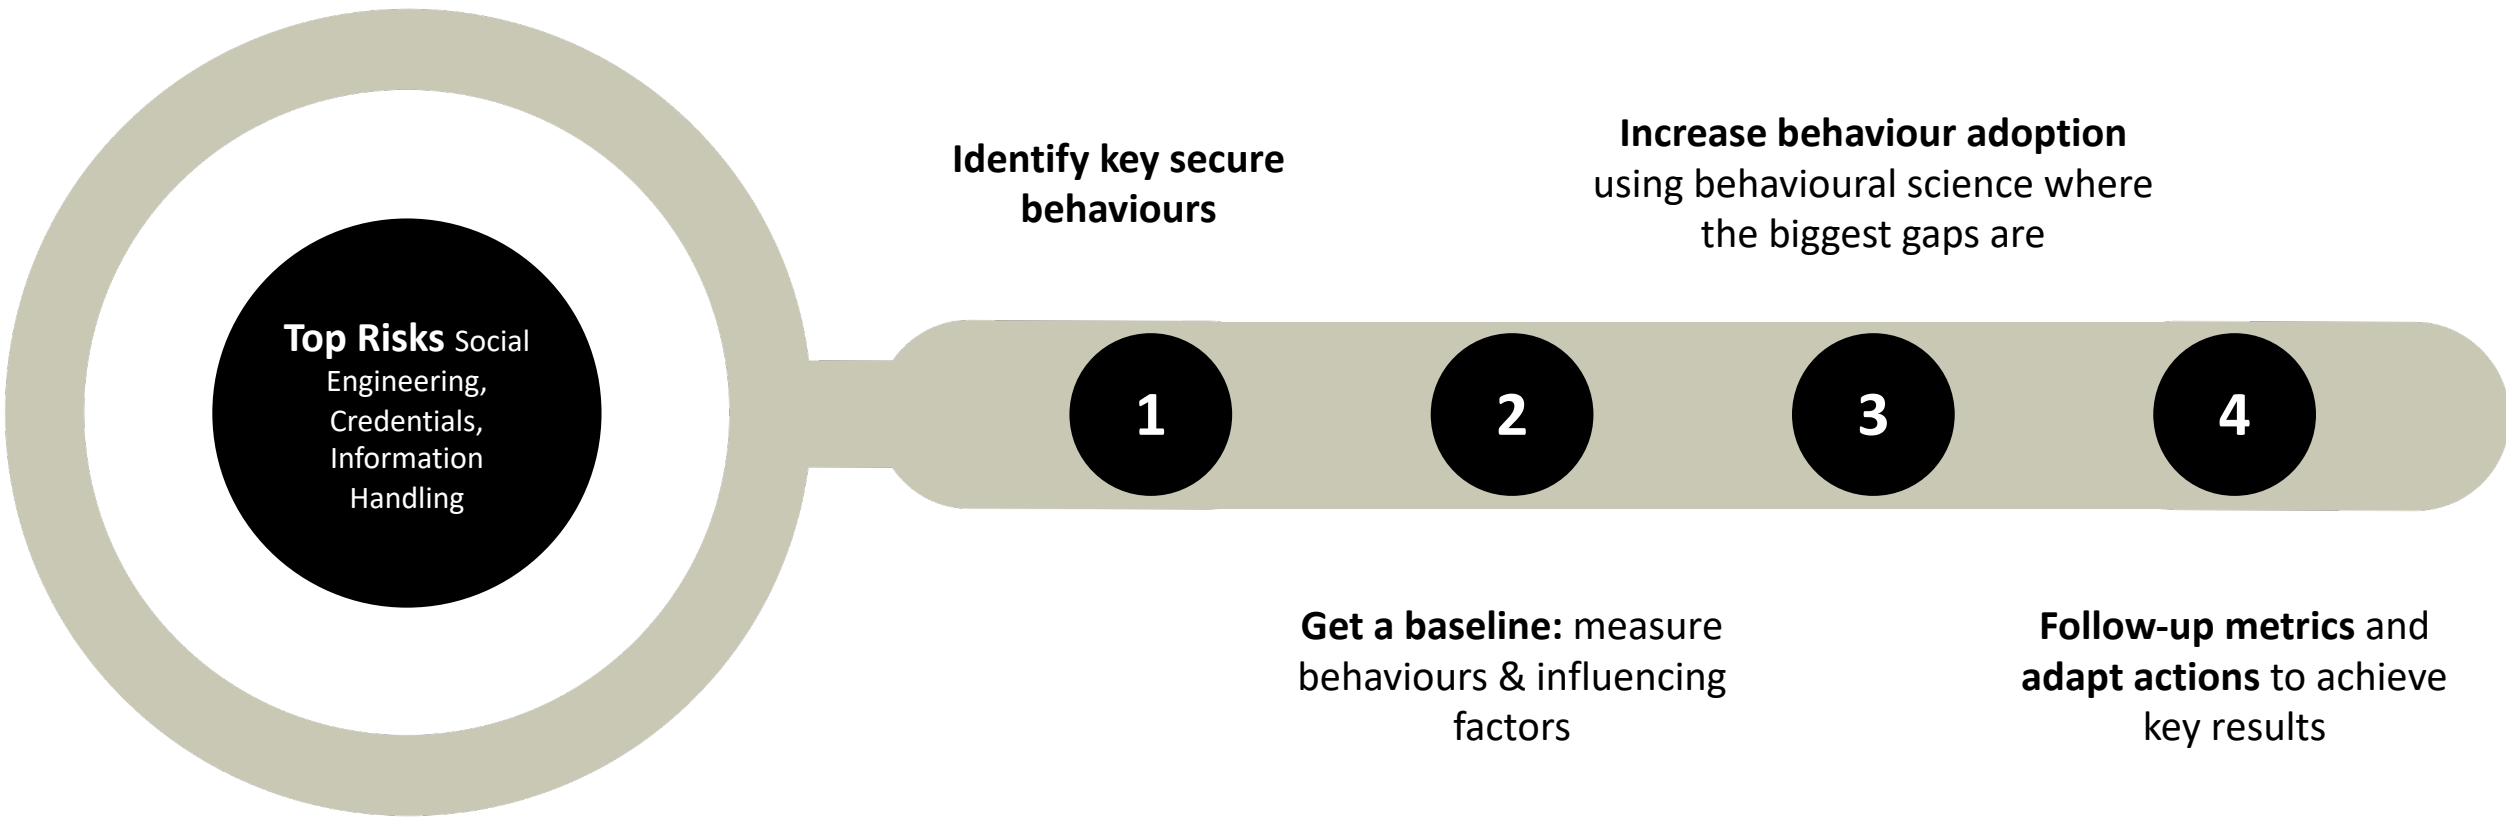 Top Risks Social
Engineering,
Credentials,
Information
Handling
Identify key secure
behaviours
1
Get a baseline: measure
behaviours & influencing
factors
2
Increase behaviour adoption
using behavioural science where
the biggest gaps are
3
Follow-up metrics and
adapt actions to achieve
key results
4